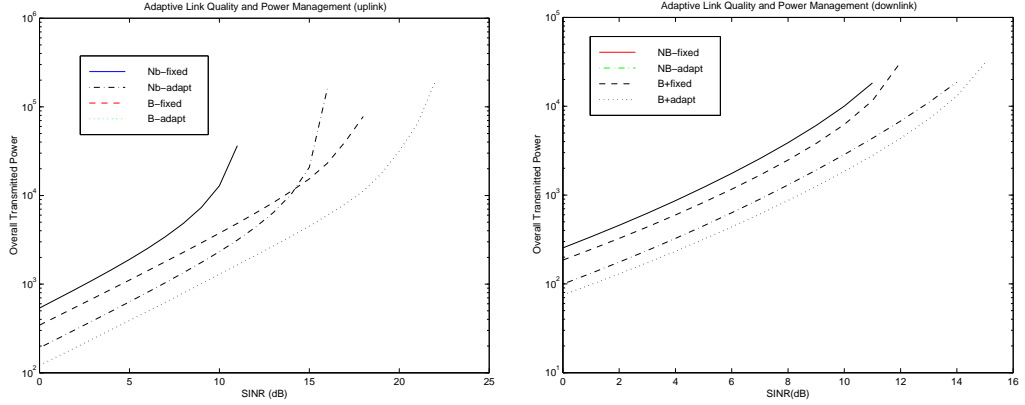 Adaptive Link Quality and Power Management (uplink)
10^6
10^5
10^4
10^3
10^2
Overall Transmitted Power
Nb−fixed
Nb−adapt
B−fixed
B−adapt
0 5 10 15 20 25
SINR (dB)
Adaptive Link Quality and Power Management (downlink)
10^5
10^4
10^3
10^2
10^1
Overall Transmitted Power
NB−fixed
NB−adapt
B+fixed
B+adapt
0 2 4 6 8 10 12 14 16
SINR(dB)